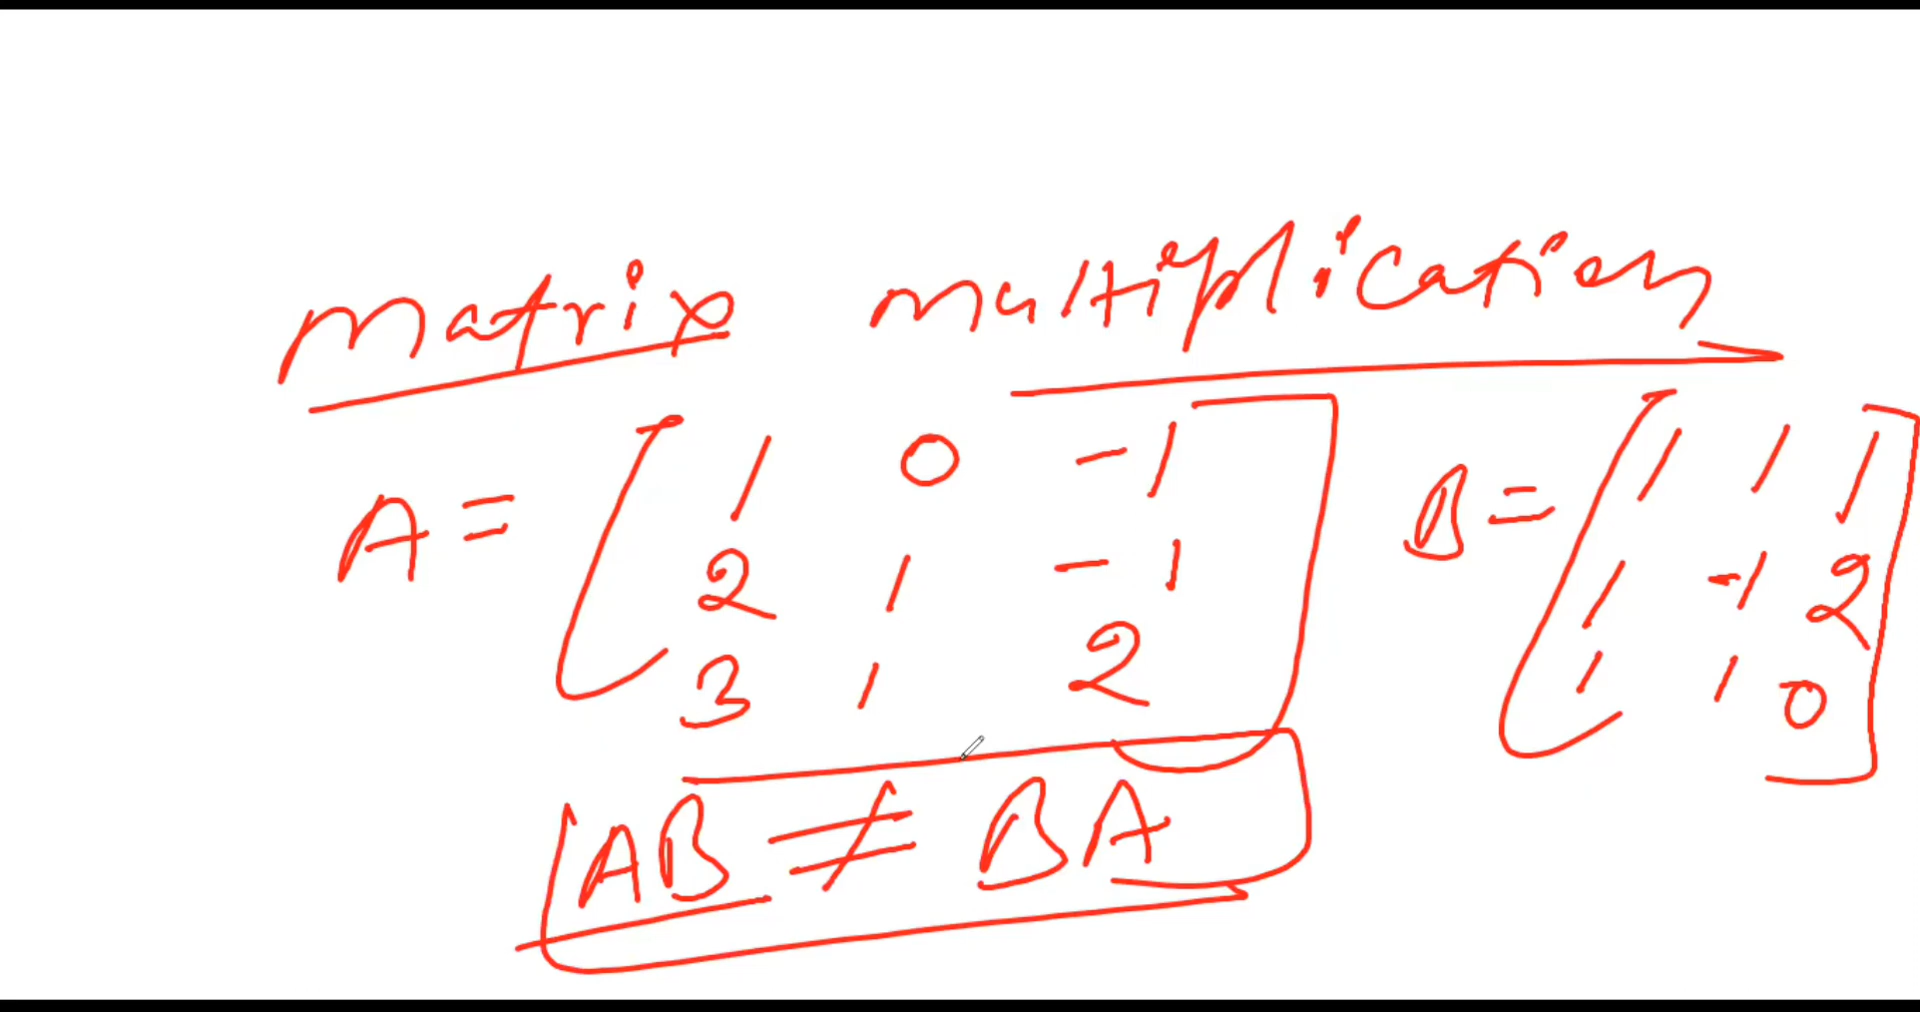 Matrix multiplication
A = [ 1 0 -1 B = [ 1 1 1 ]
2 1 -1 1 -1 2
3 1 2 ] 1 1 0
AB ≠ BA